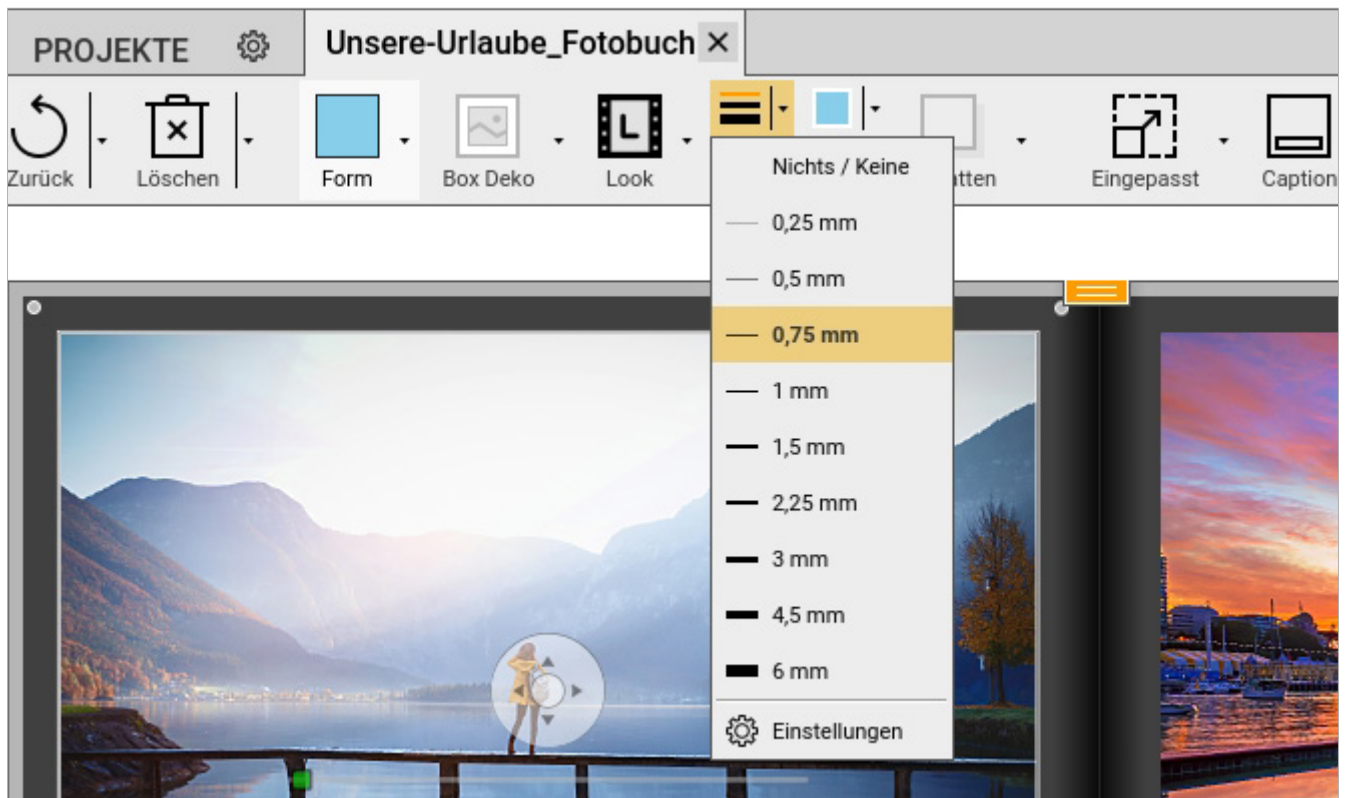 PROJEKTE
Unsere-Urlaube_Fotobuch
Zurück
Löschen
Form
Box Deko
L
Look
Nichts / Keine
0,25 mm
0,5 mm
0,75 mm
1 mm
1,5 mm
2,25 mm
3 mm
4,5 mm
6 mm
Einstellungen
Eingepasst
Caption